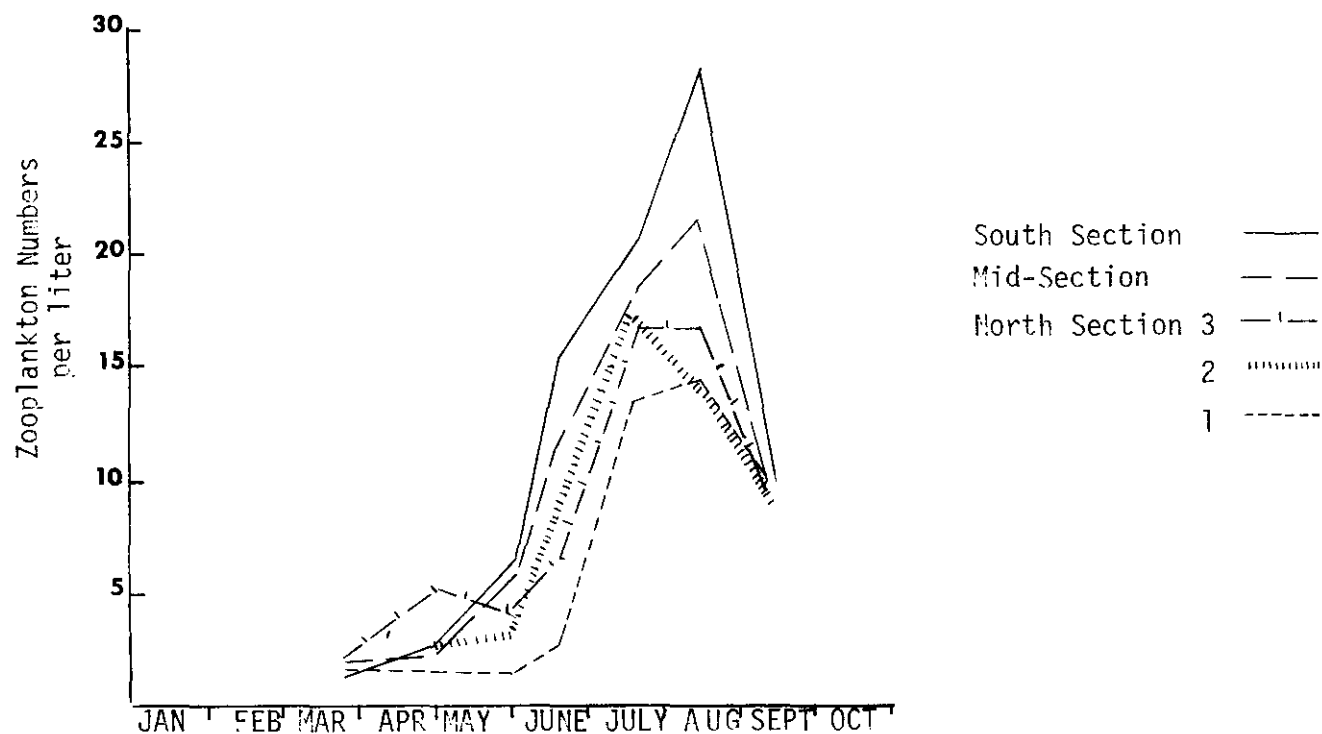 30
25
20
15
10
5
Zooplankton Numbers
per liter
JAN FEB MAR APR MAY JUNE JULY AUG SEPT OCT
South Section
Mid-Section
North Section 3
2
1